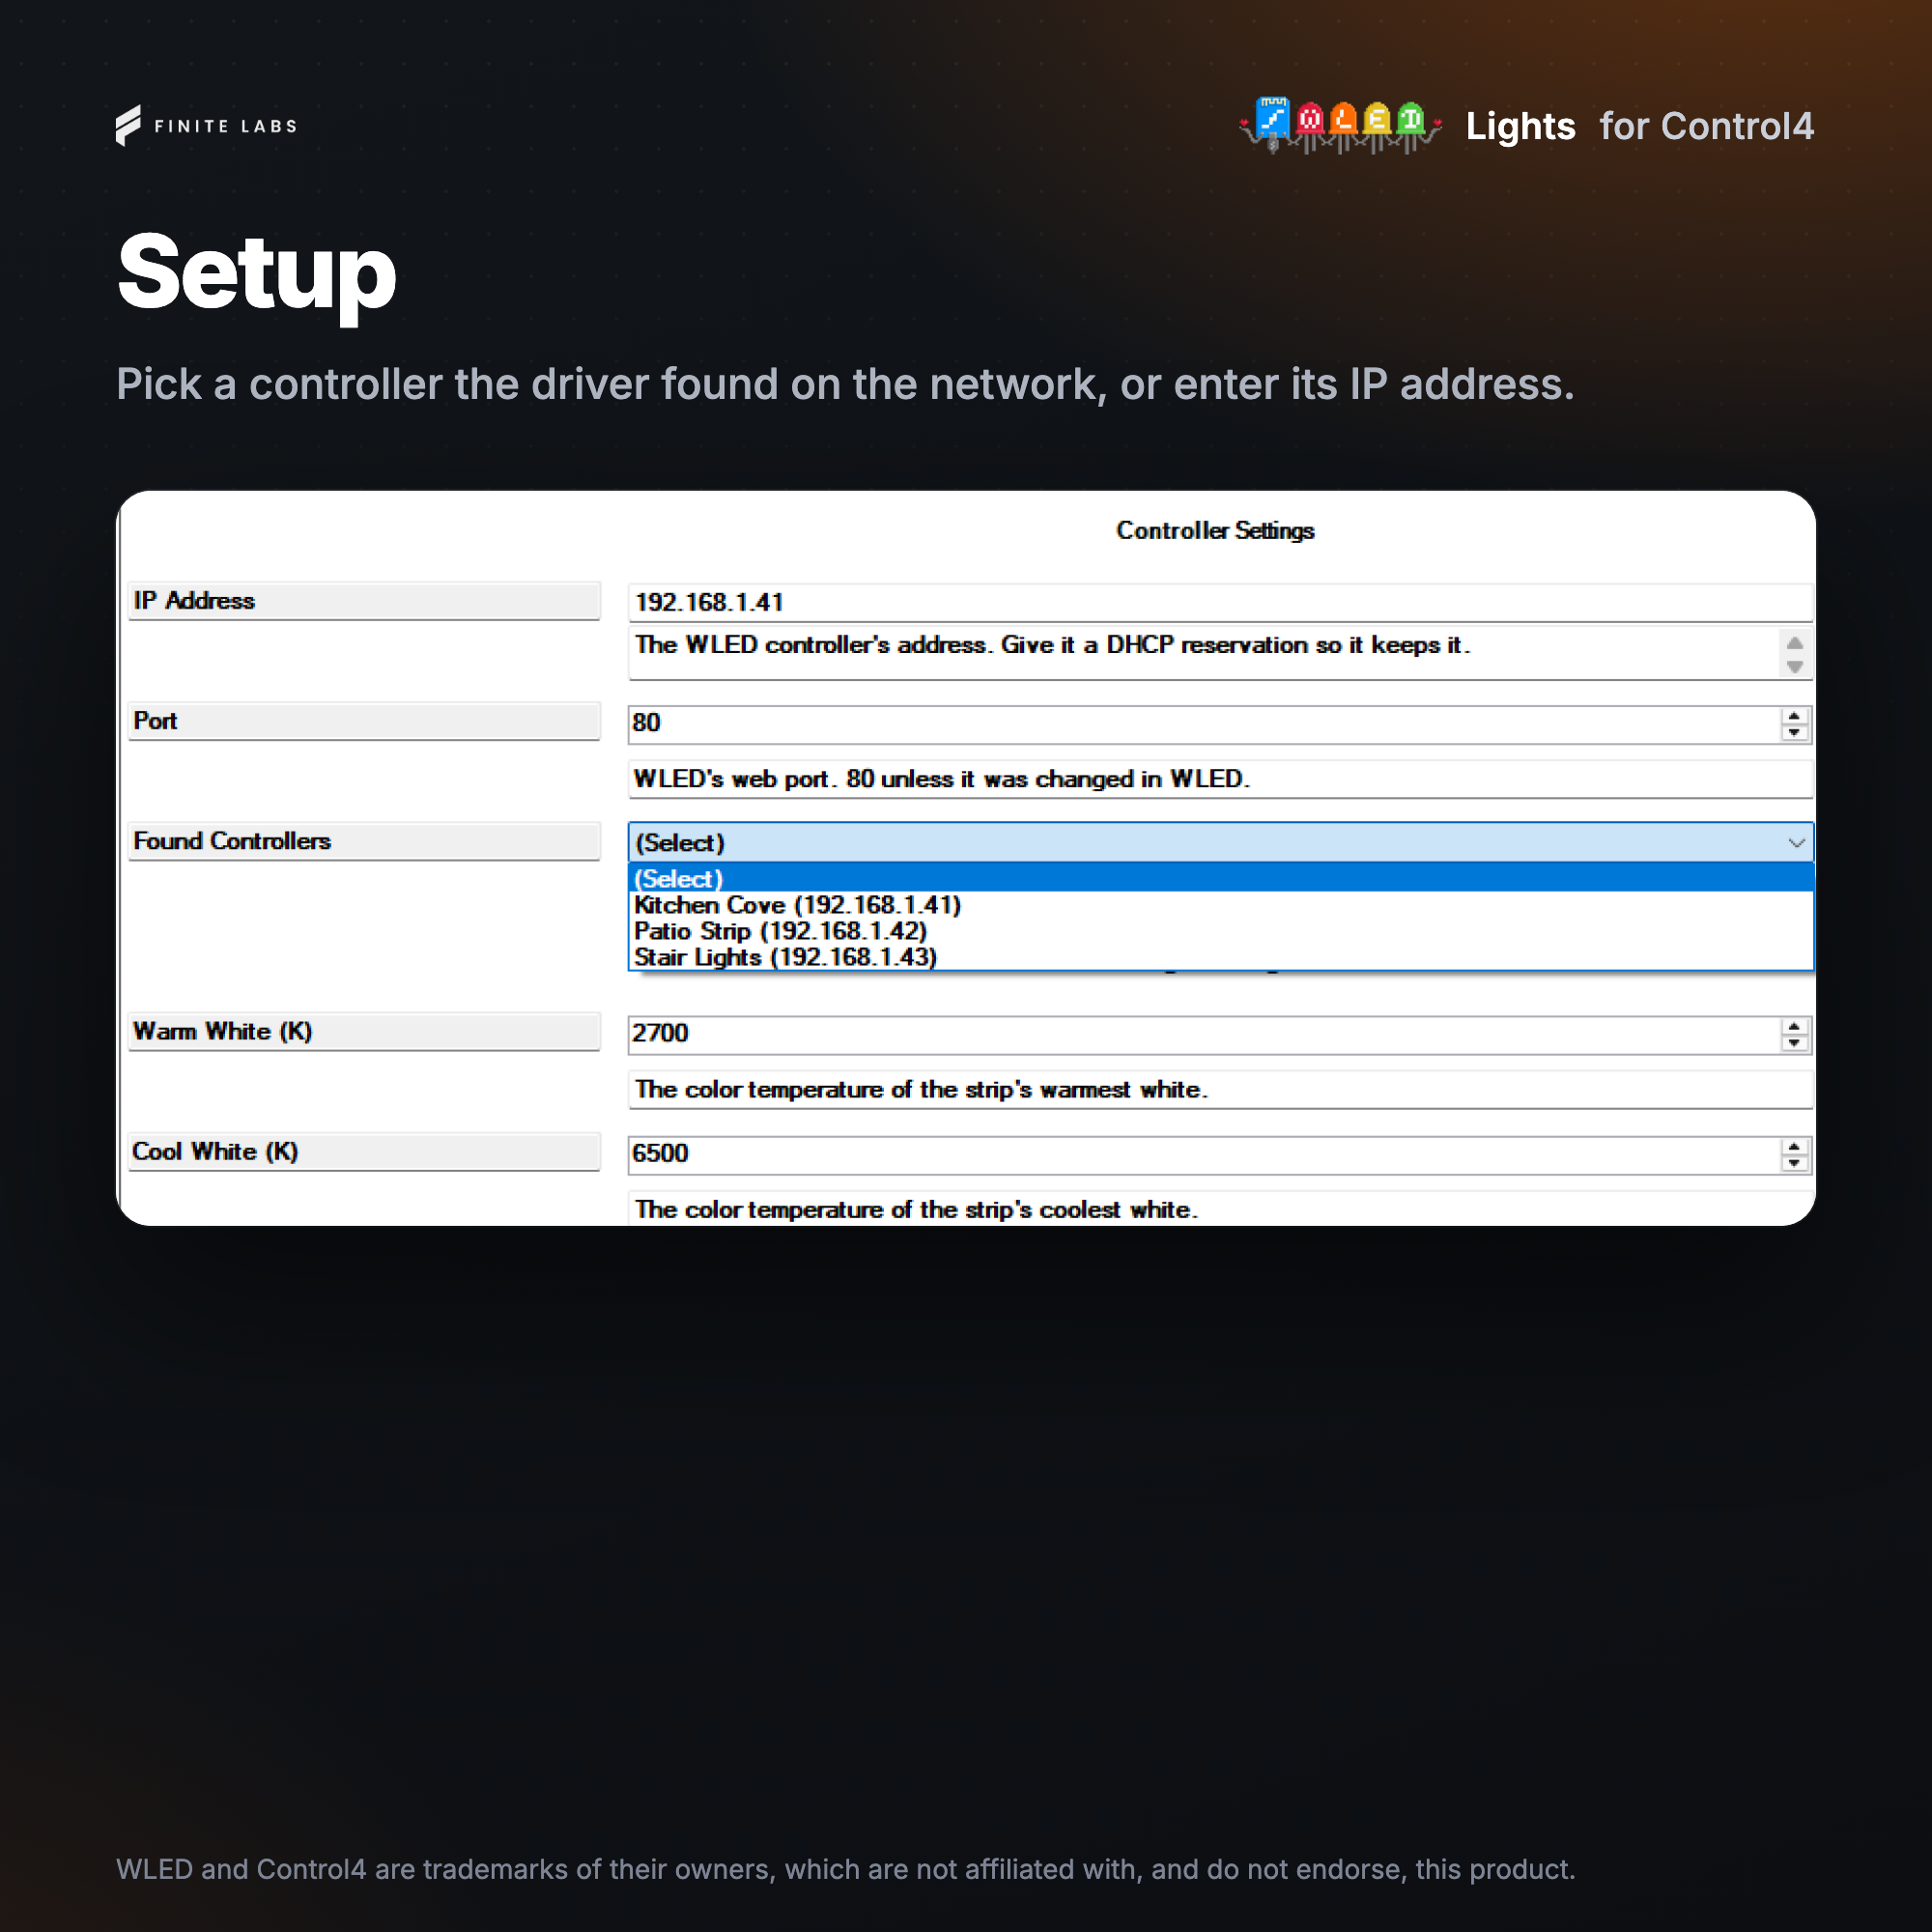 FINITE LABS
WLED Lights for Control4
Setup
Pick a controller the driver found on the network, or enter its IP address.
Controller Settings
IP Address
192.168.1.41
The WLED controller's address. Give it a DHCP reservation so it keeps it.
Port
80
WLED's web port. 80 unless it was changed in WLED.
Found Controllers
(Select)
(Select)
Kitchen Cove (192.168.1.41)
Patio Strip (192.168.1.42)
Stair Lights (192.168.1.43)
Warm White (K)
2700
The color temperature of the strip's warmest white.
Cool White (K)
6500
The color temperature of the strip's coolest white.
WLED and Control4 are trademarks of their owners, which are not affiliated with, and do not endorse, this product.